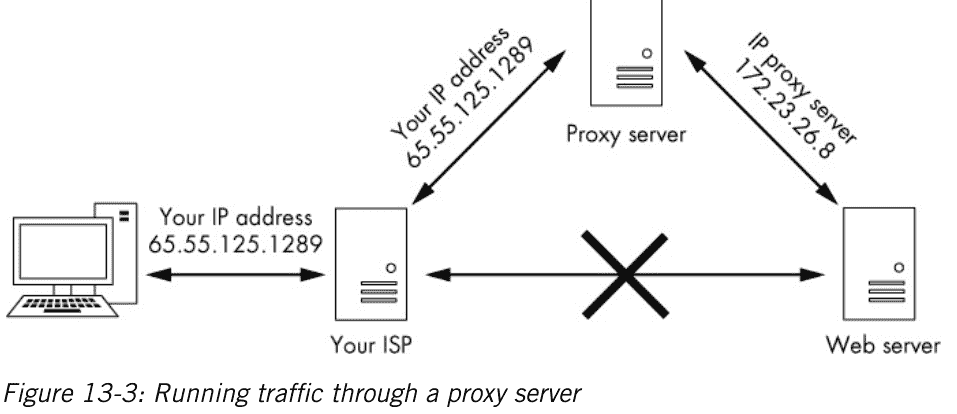 Your IP address
65.55.125.1289
IP proxy server
172.23.26.8
Proxy server
Your IP address
65.55.125.1289
Your ISP
Web server
Figure 13-3: Running traffic through a proxy server